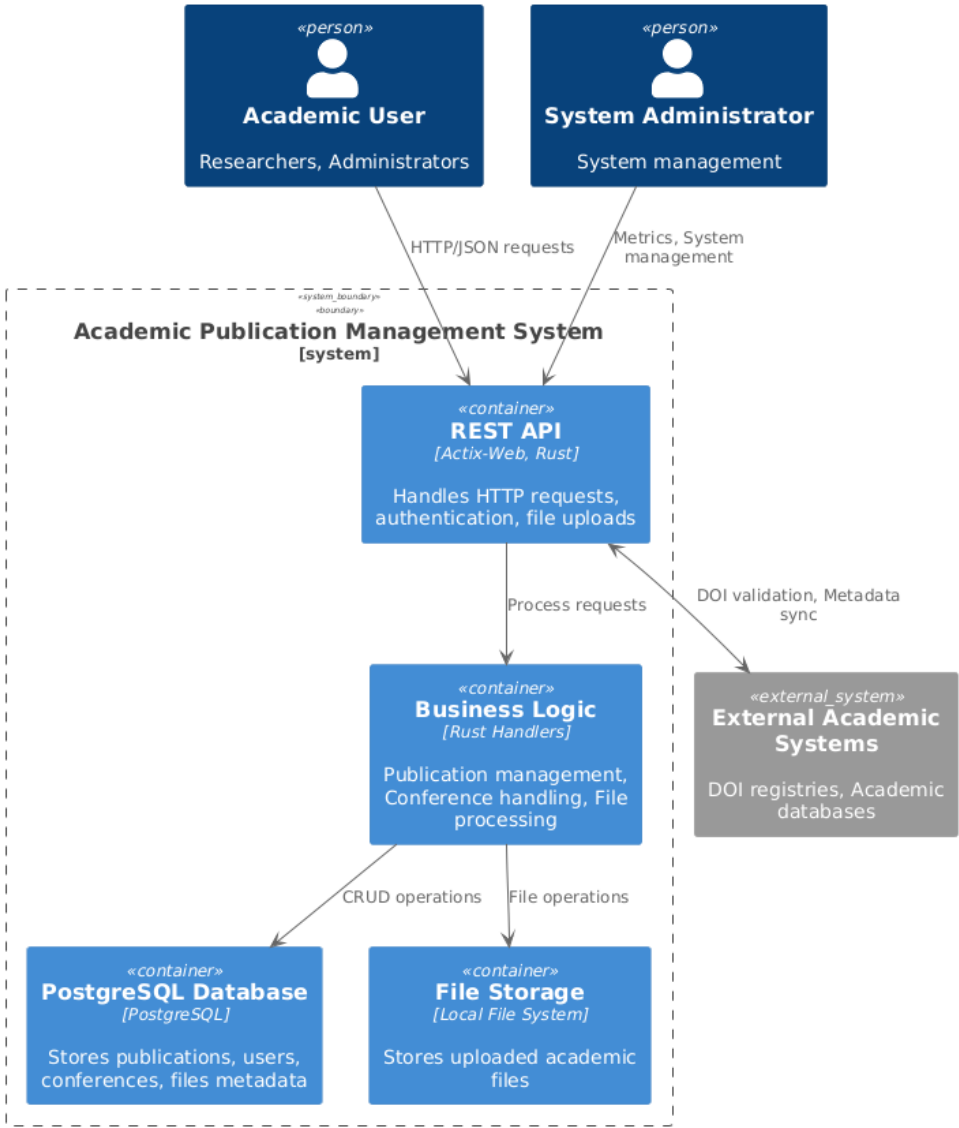 «person»
Academic User
Researchers, Administrators
«person»
System Administrator
System management
HTTP/JSON requests
Metrics, System
management
«system_boundary»
«boundary»
Academic Publication Management System
[system]
«container»
REST API
[Actix-Web, Rust]
Handles HTTP requests,
authentication, file uploads
Process requests
DOI validation, Metadata
sync
«container»
Business Logic
[Rust Handlers]
Publication management,
Conference handling, File
processing
«external_system»
External Academic
Systems
DOI registries, Academic
databases
CRUD operations
File operations
«container»
PostgreSQL Database
[PostgreSQL]
Stores publications, users,
conferences, files metadata
«container»
File Storage
[Local File System]
Stores uploaded academic
files